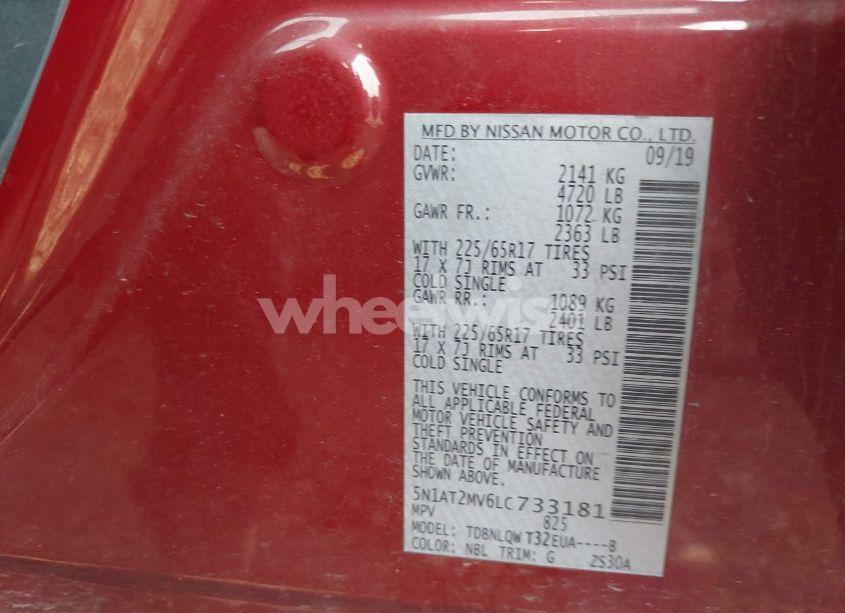 MFD BY NISSAN MOTOR CO., LTD.
DATE: 09/19
GVWR: 2141 KG
4720 LB
GAWR FR.: 1072 KG
2363 LB
WITH 225/65R17 TIRES
17 X 7J RIMS AT 33 PSI
COLD SINGLE
GAWR RR.: 1089 KG
2401 LB
WITH 225/65R17 TIRES
17 X 7J RIMS AT 33 PSI
COLD SINGLE
THIS VEHICLE CONFORMS TO
ALL APPLICABLE FEDERAL
MOTOR VEHICLE SAFETY AND
THEFT PREVENTION
STANDARDS IN EFFECT ON
THE DATE OF MANUFACTURE
SHOWN ABOVE.
5N1AT2MV6LC733181
MPV 825
MODEL: TDBNLQWT32EUA----B
COLOR: NBL TRIM: G ZS30A